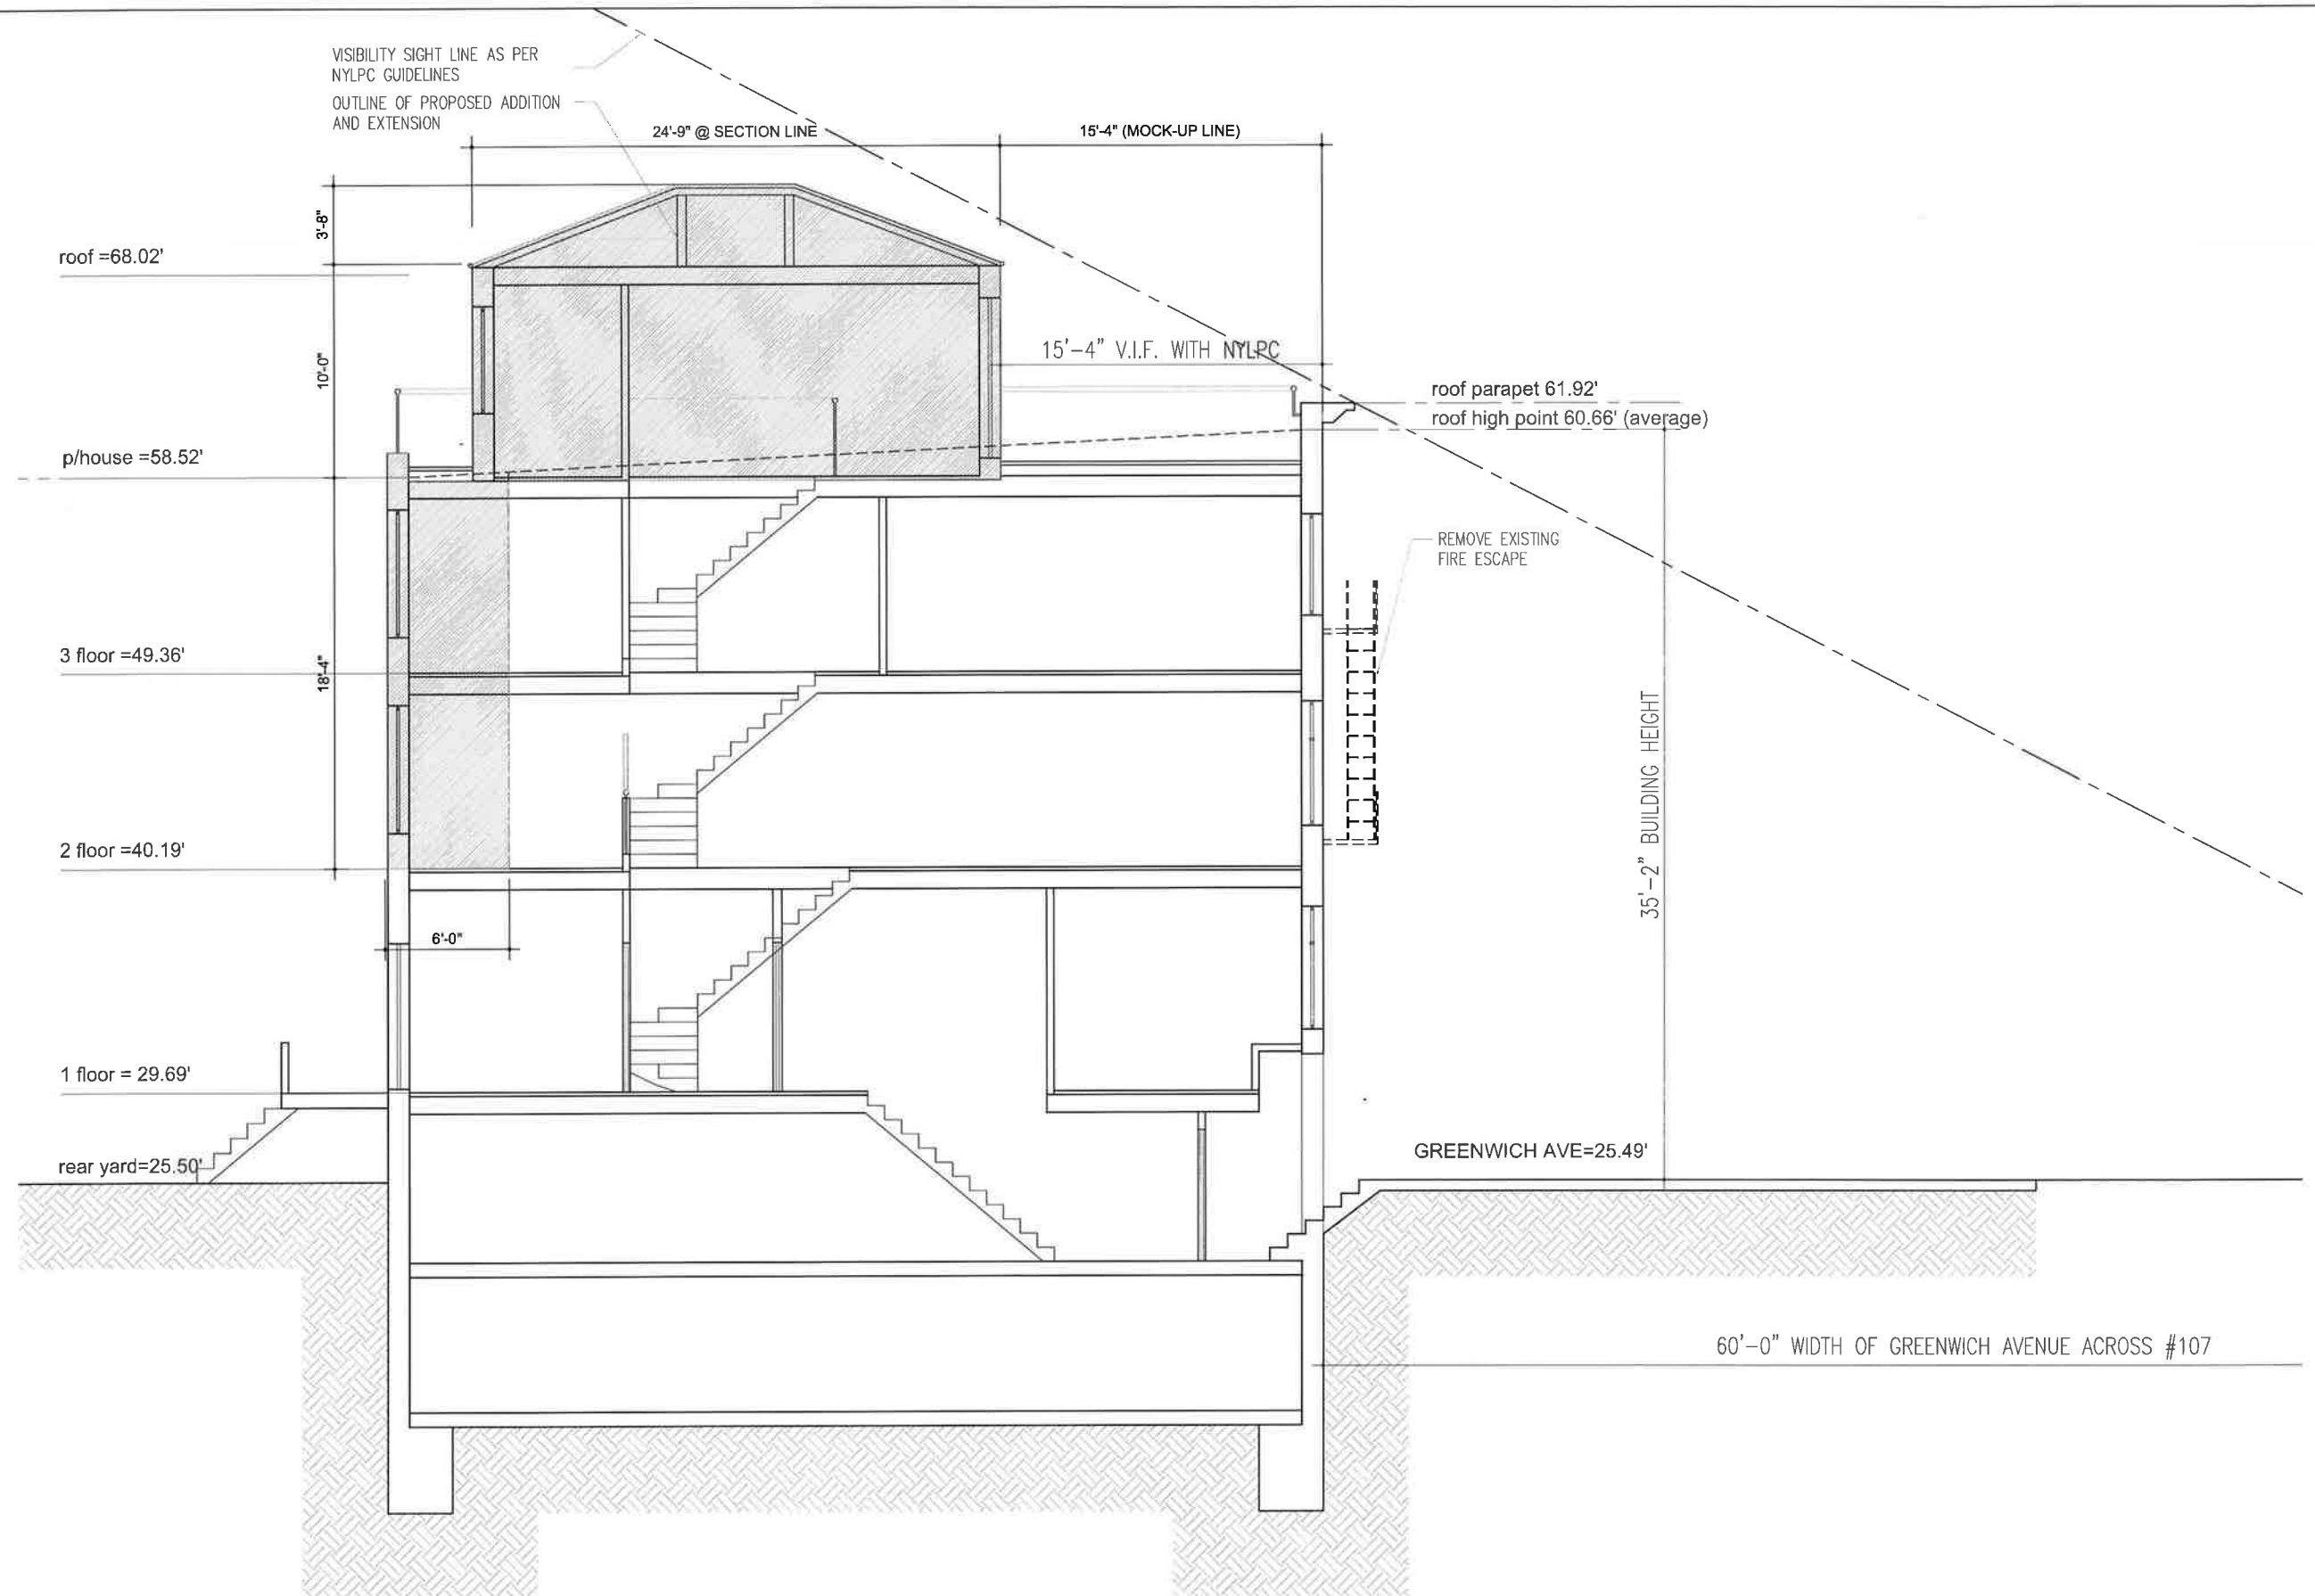 VISIBILITY SIGHT LINE AS PER
NYLPC GUIDELINES
OUTLINE OF PROPOSED ADDITION
AND EXTENSION
24'-9" @ SECTION LINE
15'-4" (MOCK-UP LINE)
3'-8"
roof =68.02'
10'-0"
15'-4" V.I.F. WITH NYLPC
roof parapet 61.92'
roof high point 60.66' (average)
p/house =58.52'
REMOVE EXISTING
FIRE ESCAPE
3 floor =49.36'
18'-4"
35'-2" BUILDING HEIGHT
2 floor =40.19'
6'-0"
1 floor = 29.69'
GREENWICH AVE=25.49'
rear yard=25.50'
60'-0" WIDTH OF GREENWICH AVENUE ACROSS #107